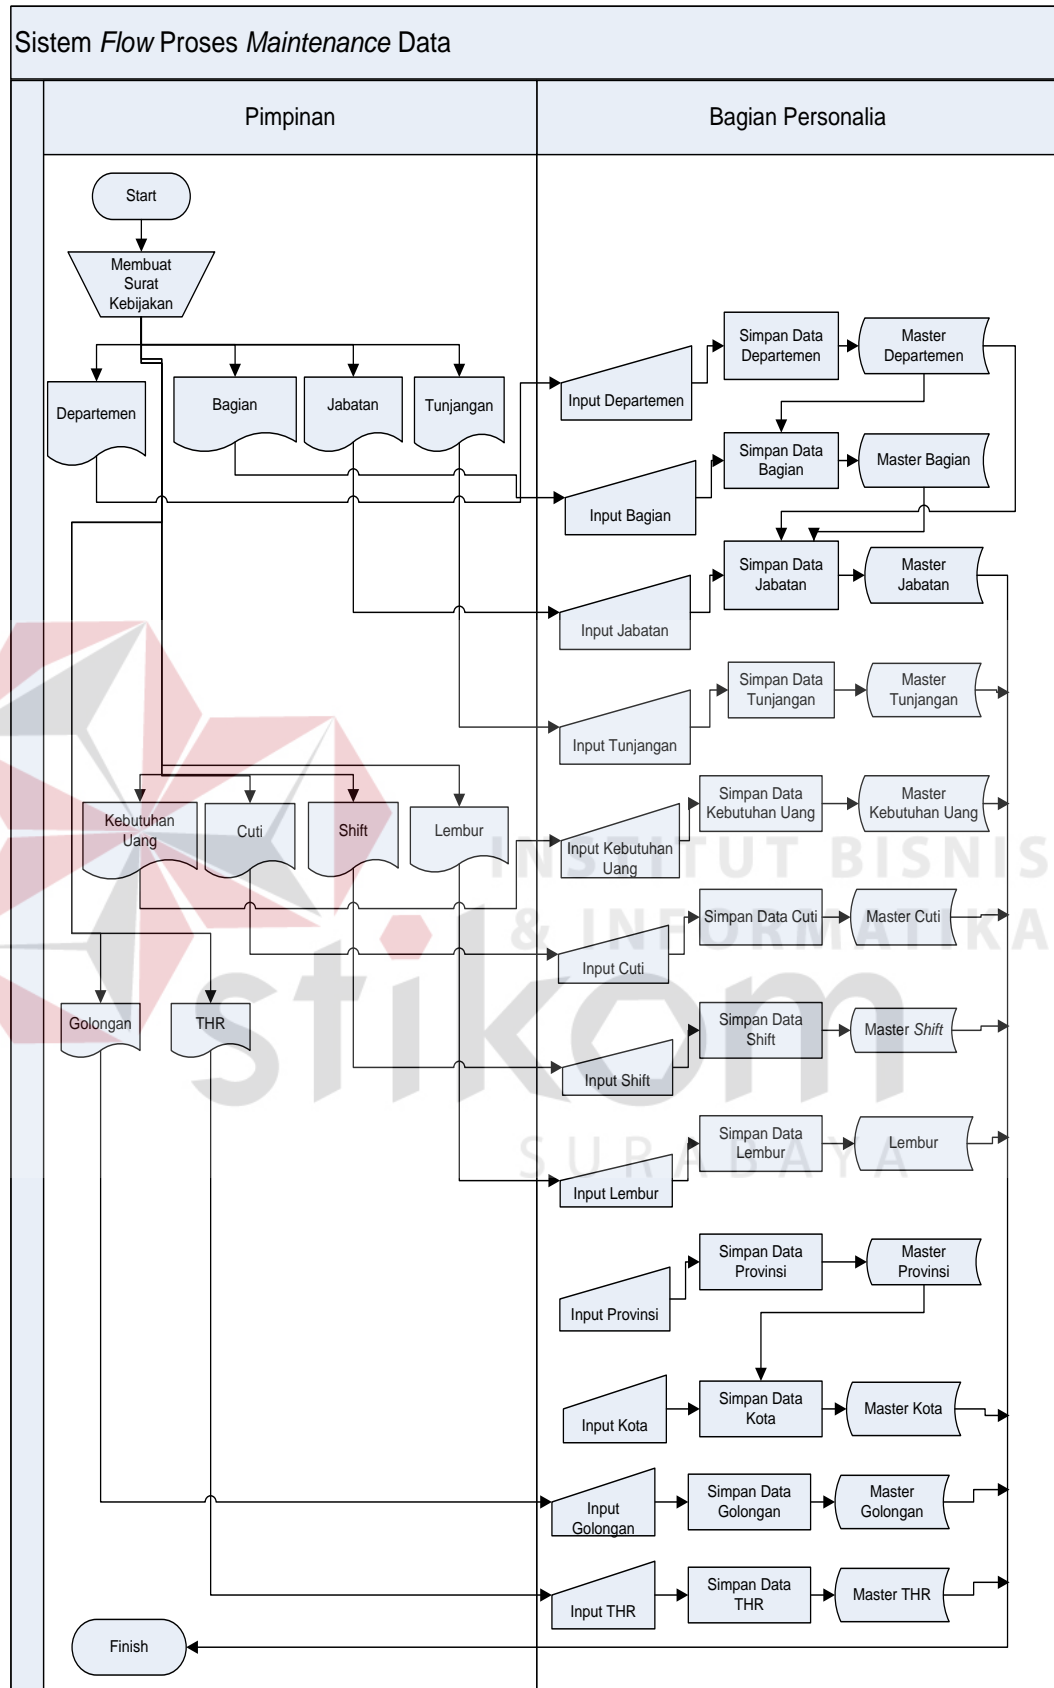 Sistem Flow Proses Maintenance Data
Pimpinan
Bagian Personalia
Start
Membuat
Surat
Kebijakan
Departemen
Bagian
Jabatan
Tunjangan
Input Departemen
Simpan Data
Departemen
Master
Departemen
Input Bagian
Simpan Data
Bagian
Master Bagian
Input Jabatan
Simpan Data
Jabatan
Master
Jabatan
Input Tunjangan
Simpan Data
Tunjangan
Master
Tunjangan
Kebutuhan
Uang
Cuti
Shift
Lembur
Input Kebutuhan
Uang
Simpan Data
Kebutuhan Uang
Master
Kebutuhan Uang
Input Cuti
Simpan Data Cuti
Master Cuti
Golongan
THR
Input Shift
Simpan Data
Shift
Master Shift
Input Lembur
Simpan Data
Lembur
Lembur
Input Provinsi
Simpan Data
Provinsi
Master
Provinsi
Input Kota
Simpan Data
Kota
Master Kota
Input
Golongan
Simpan Data
Golongan
Master
Golongan
Input THR
Simpan Data
THR
Master THR
Finish
INSTITUT BISNIS
& INFORMATIKA
stikom
SURABAYA